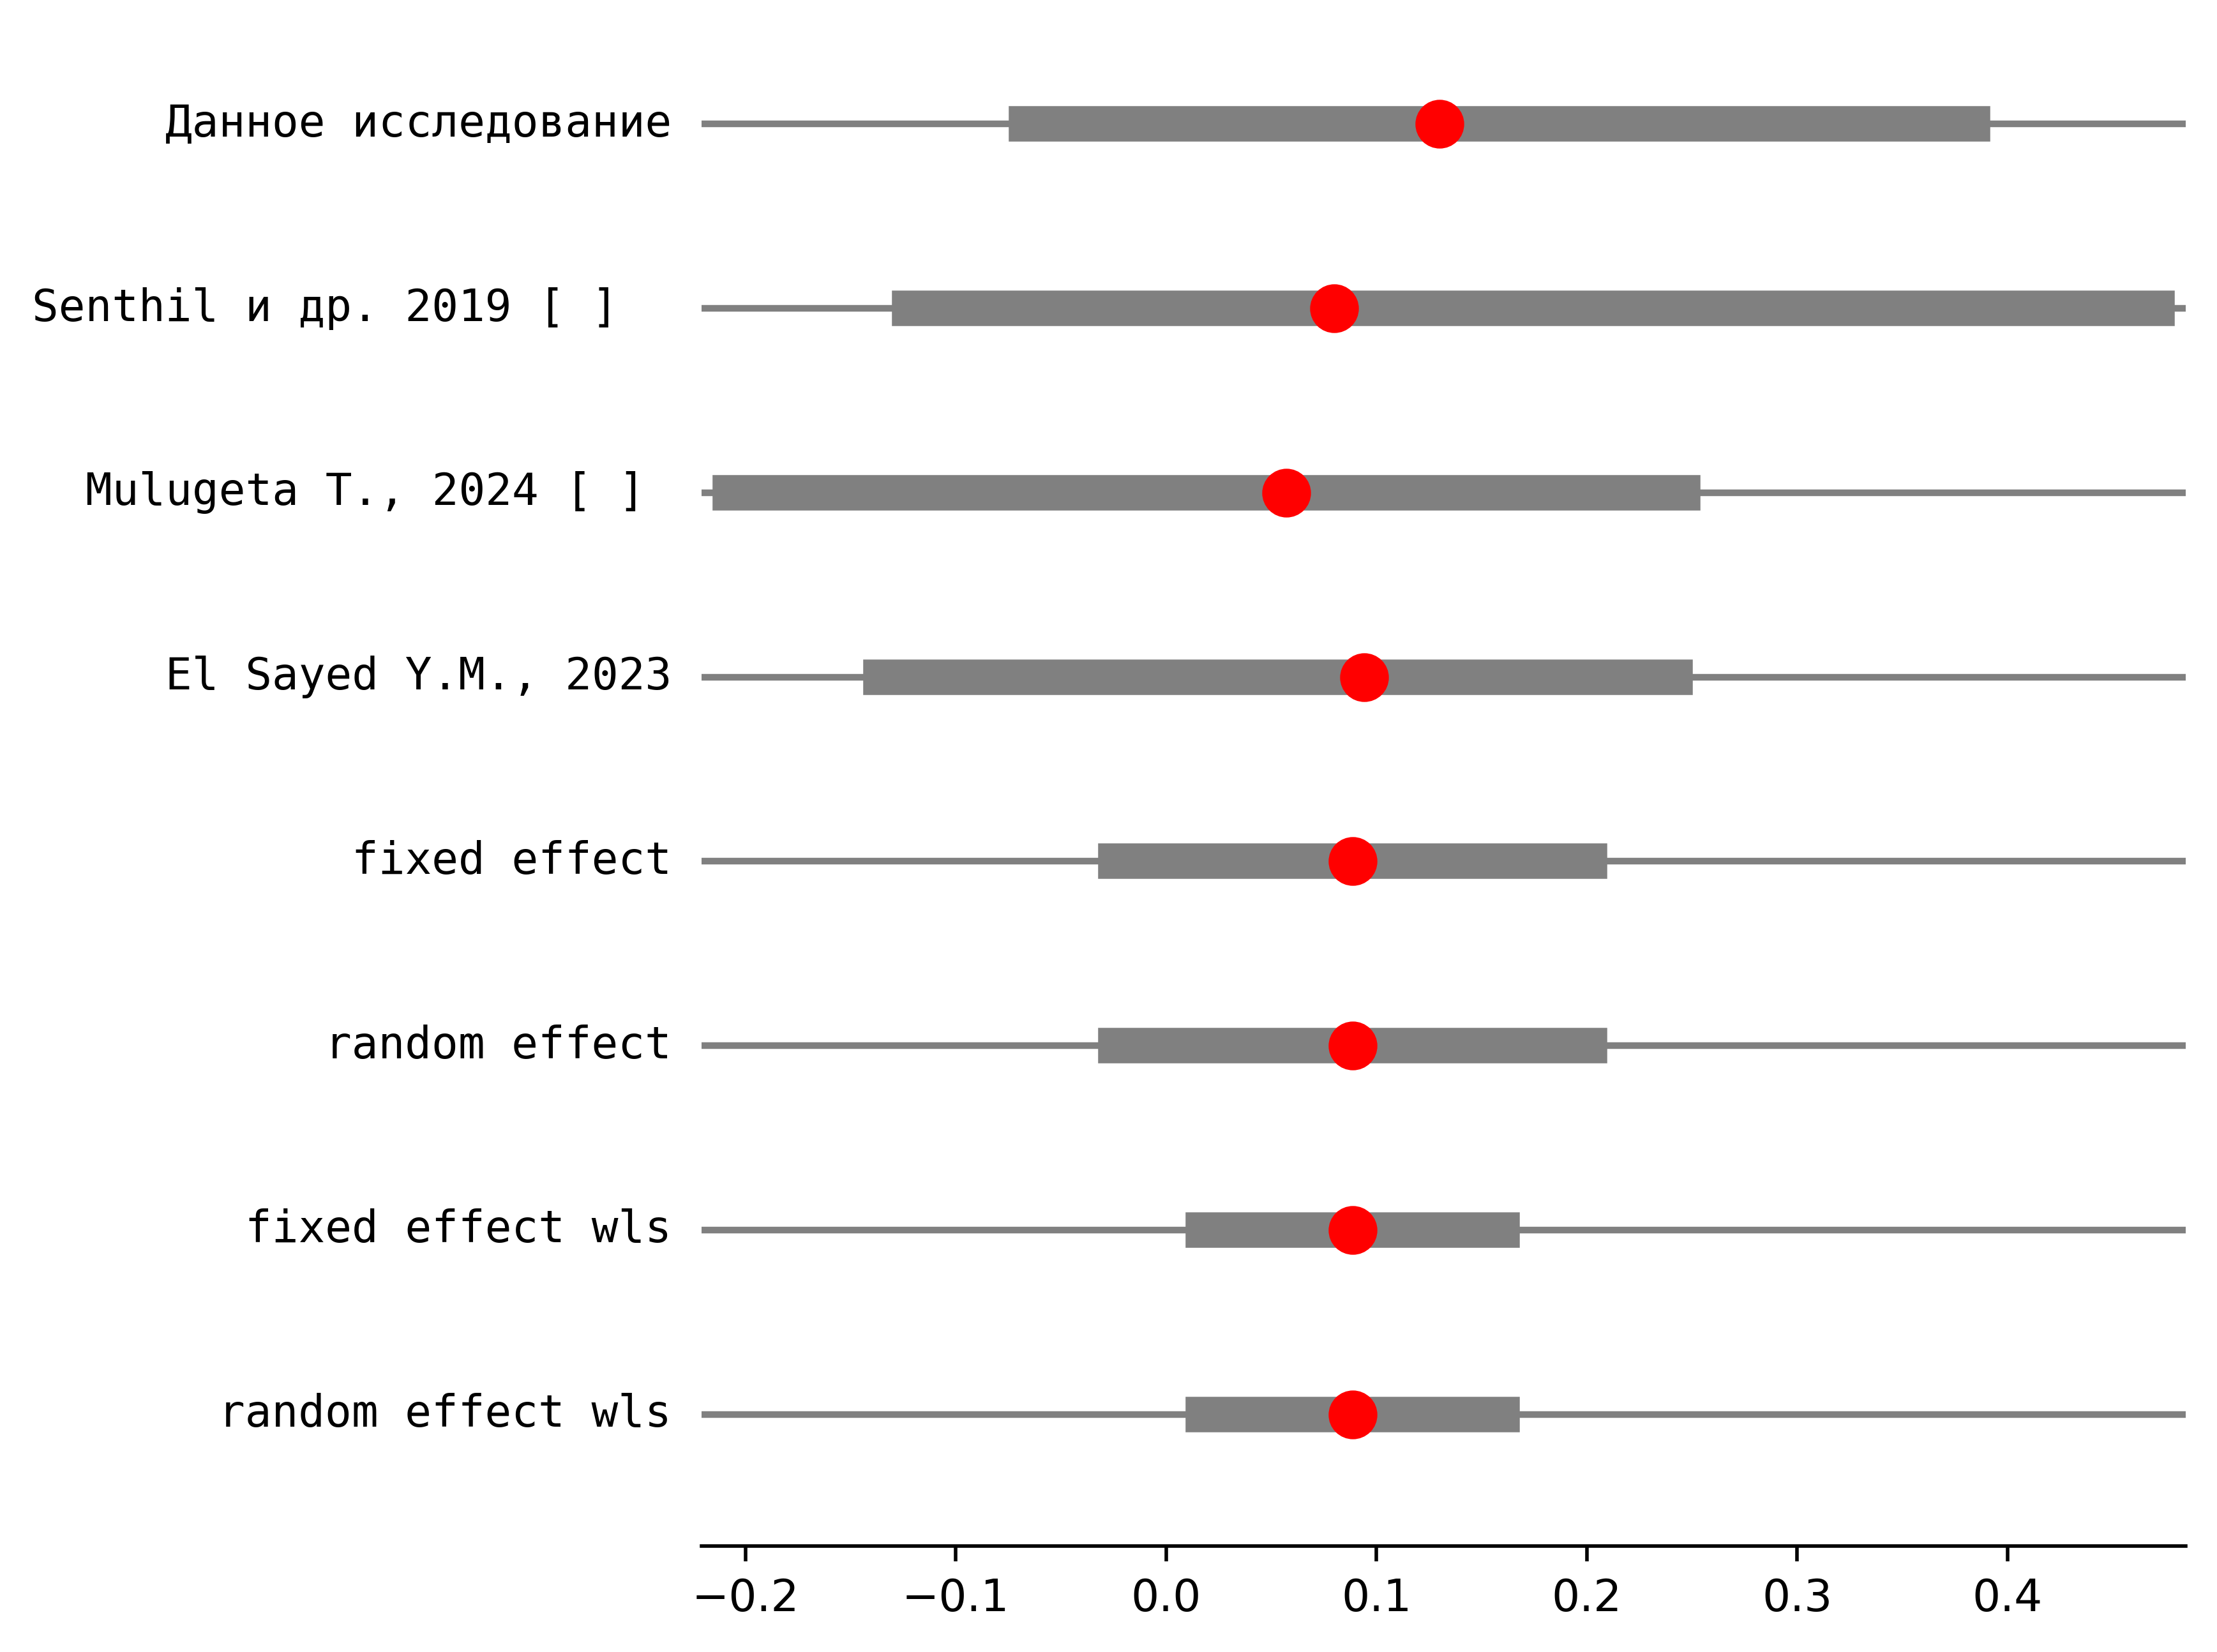 Данное исследование
Senthil и др. 2019 [ ]
Mulugeta T., 2024 [ ]
El Sayed Y.M., 2023
fixed effect
random effect
fixed effect wls
random effect wls
−0.2 −0.1 0.0 0.1 0.2 0.3 0.4